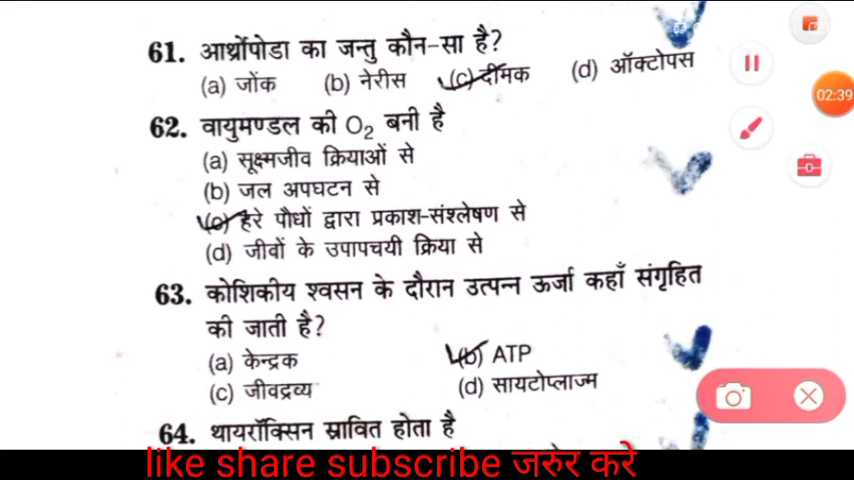 61. आर्थ्रोपोडा का जन्तु कौन-सा है?
(a) जोंक (b) नेरीस (c) दीमक (d) ऑक्टोपस
62. वायुमण्डल की O₂ बनी है
(a) सूक्ष्मजीव क्रियाओं से
(b) जल अपघटन से
(c) हरे पौधों द्वारा प्रकाश-संश्लेषण से
(d) जीवों के उपापचयी क्रिया से
63. कोशिकीय श्वसन के दौरान उत्पन्न ऊर्जा कहाँ संगृहित
की जाती है?
(a) केन्द्रक (b) ATP
(c) जीवद्रव्य (d) सायटोप्लाज्म
64. थायरॉक्सिन स्रावित होता है
like share subscribe जरुर करे
02:39